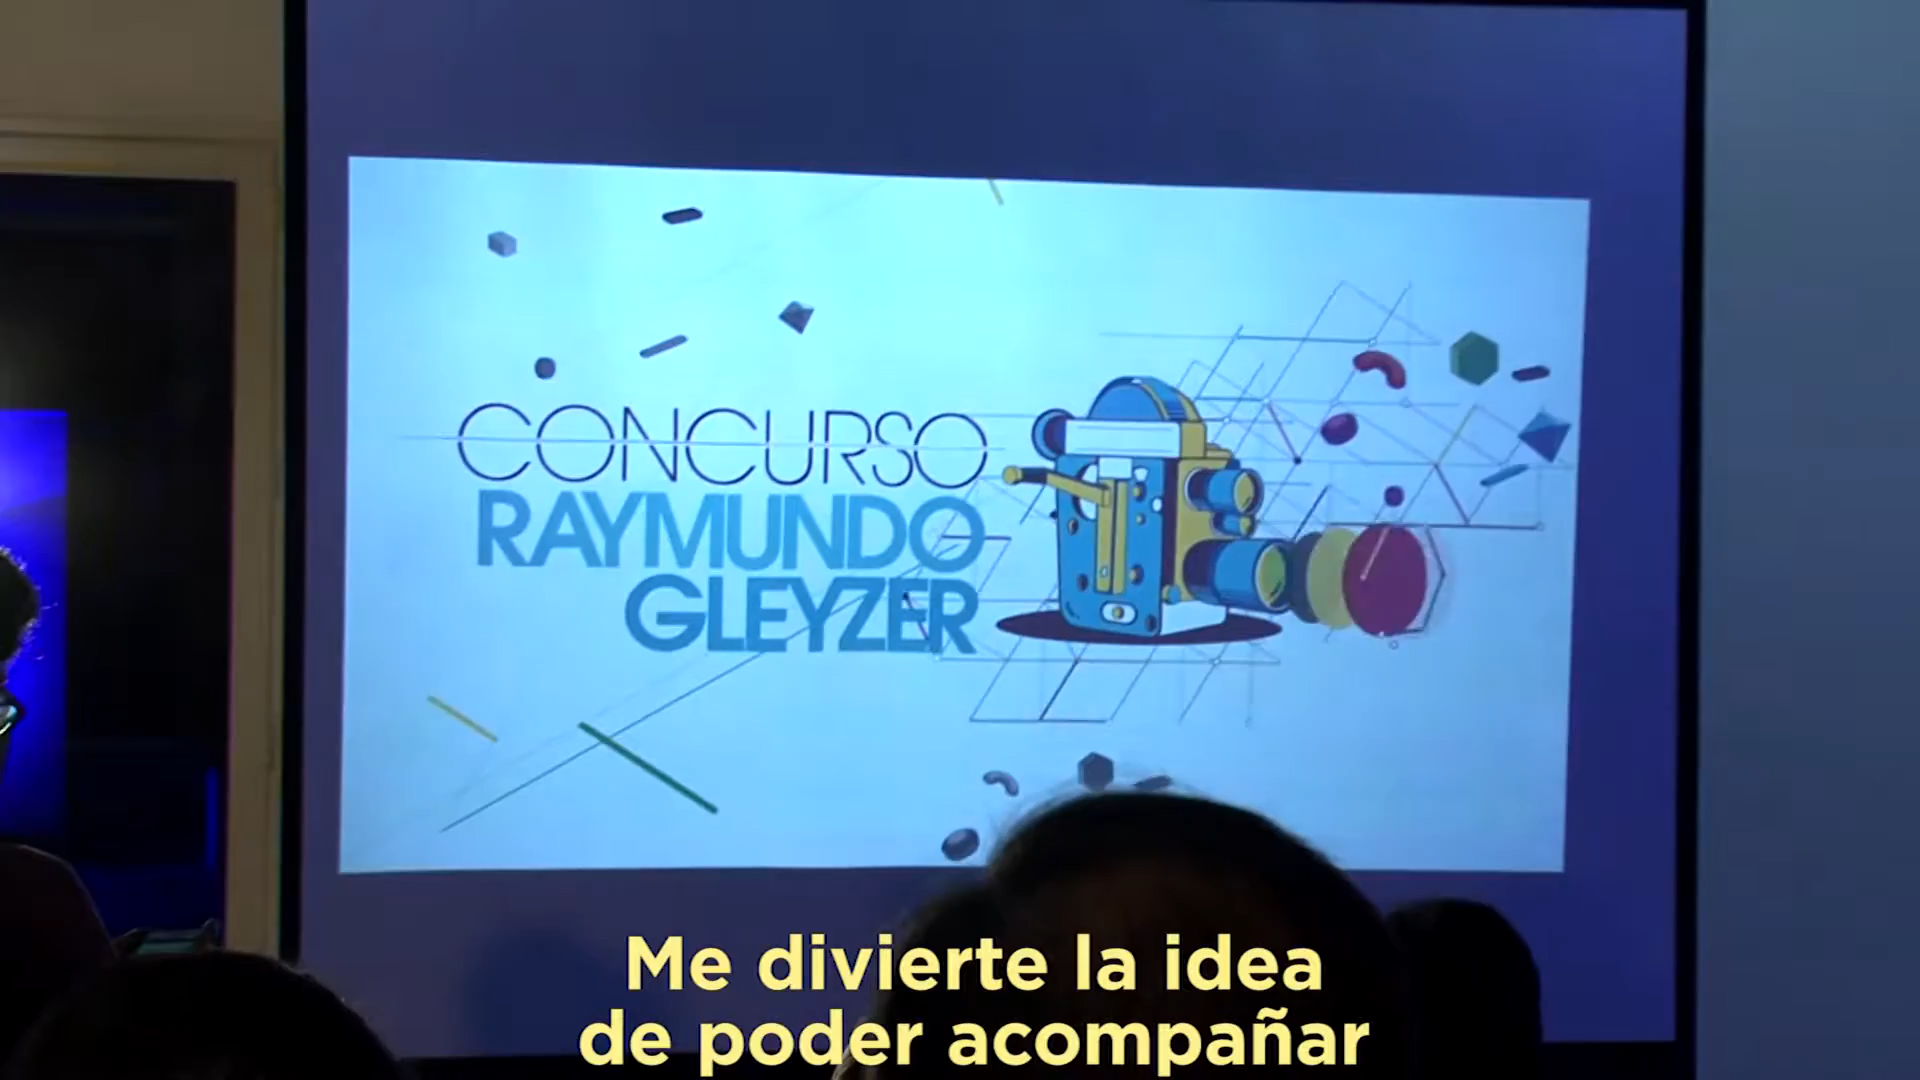 CONCURSO
RAYMUNDO
GLEYZER
Me divierte la idea
de poder acompañar